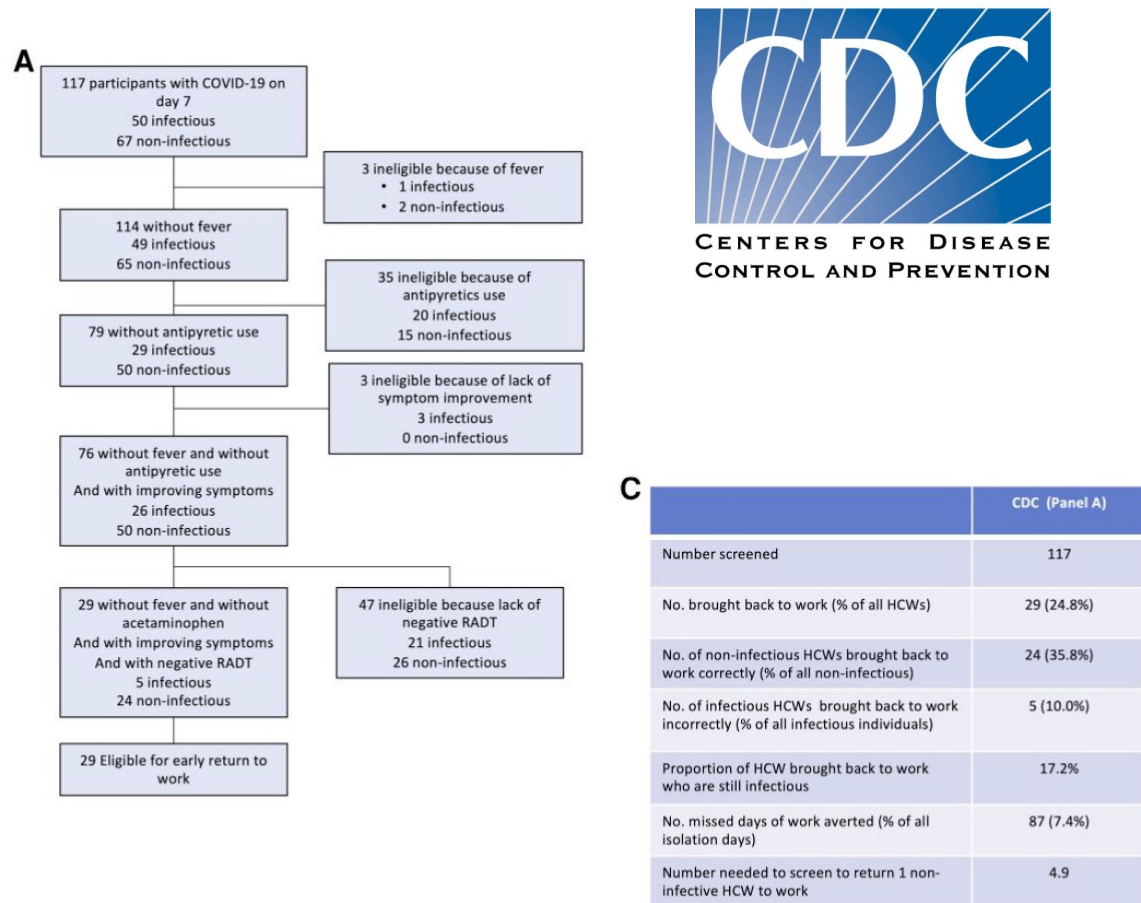 A
117 participants with COVID-19 on
day 7
50 infectious
67 non-infectious
3 ineligible because of fever
• 1 infectious
• 2 non-infectious
114 without fever
49 infectious
65 non-infectious
35 ineligible because of
antipyretics use
20 infectious
15 non-infectious
79 without antipyretic use
29 infectious
50 non-infectious
3 ineligible because of lack of
symptom improvement
3 infectious
0 non-infectious
76 without fever and without
antipyretic use
And with improving symptoms
26 infectious
50 non-infectious
29 without fever and without
acetaminophen
And with improving symptoms
And with negative RADT
5 infectious
24 non-infectious
47 ineligible because lack of
negative RADT
21 infectious
26 non-infectious
29 Eligible for early return to
work
CDC
CENTERS FOR DISEASE
CONTROL AND PREVENTION
C
CDC (Panel A)
Number screened 117
No. brought back to work (% of all HCWs) 29 (24.8%)
No. of non-infectious HCWs brought back to
work correctly (% of all non-infectious) 24 (35.8%)
No. of infectious HCWs brought back to work
incorrectly (% of all infectious individuals) 5 (10.0%)
Proportion of HCW brought back to work
who are still infectious 17.2%
No. missed days of work averted (% of all
isolation days) 87 (7.4%)
Number needed to screen to return 1 non-
infective HCW to work 4.9